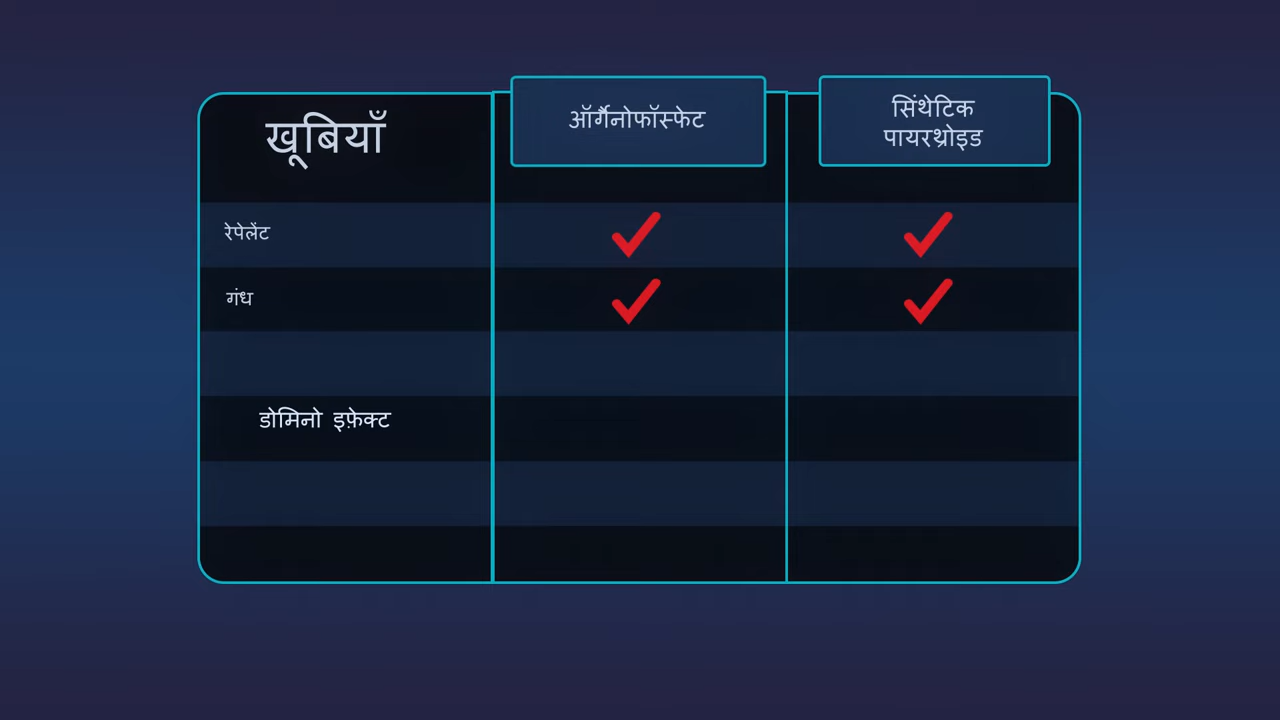 खूबियाँ
ऑर्गैनोफॉस्फेट
सिंथेटिक
पायरथ्रोइड
रेपेलेंट
गंध
डोमिनो इफ़ेक्ट